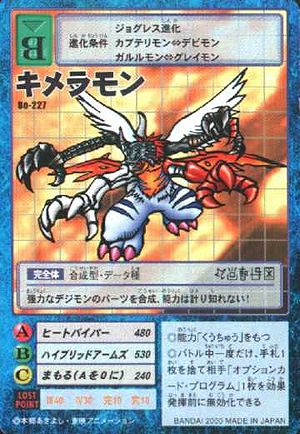 ジョグレス進化
進化条件 カブテリモン⇔デビモン
ガルルモン⇔グレイモン
キメラモン
Bo-227
完全体 合成型・データ種
強力なデジモンのパーツを合成、能力は計り知れない!
A ヒートバイパー 480
B ハイブリッドアームズ 530
C まもる(Aを0に) 240
◎能力「くうちゅう」をもつ
◎バトル中一度だけ、手札1
枚を捨て相手「オプションカ
ード・プログラム」1枚を効果
発揮前に無効化できる
LOST
POINT
©本郷あきよし・東映アニメーション
BANDAI 2000 MADE IN JAPAN